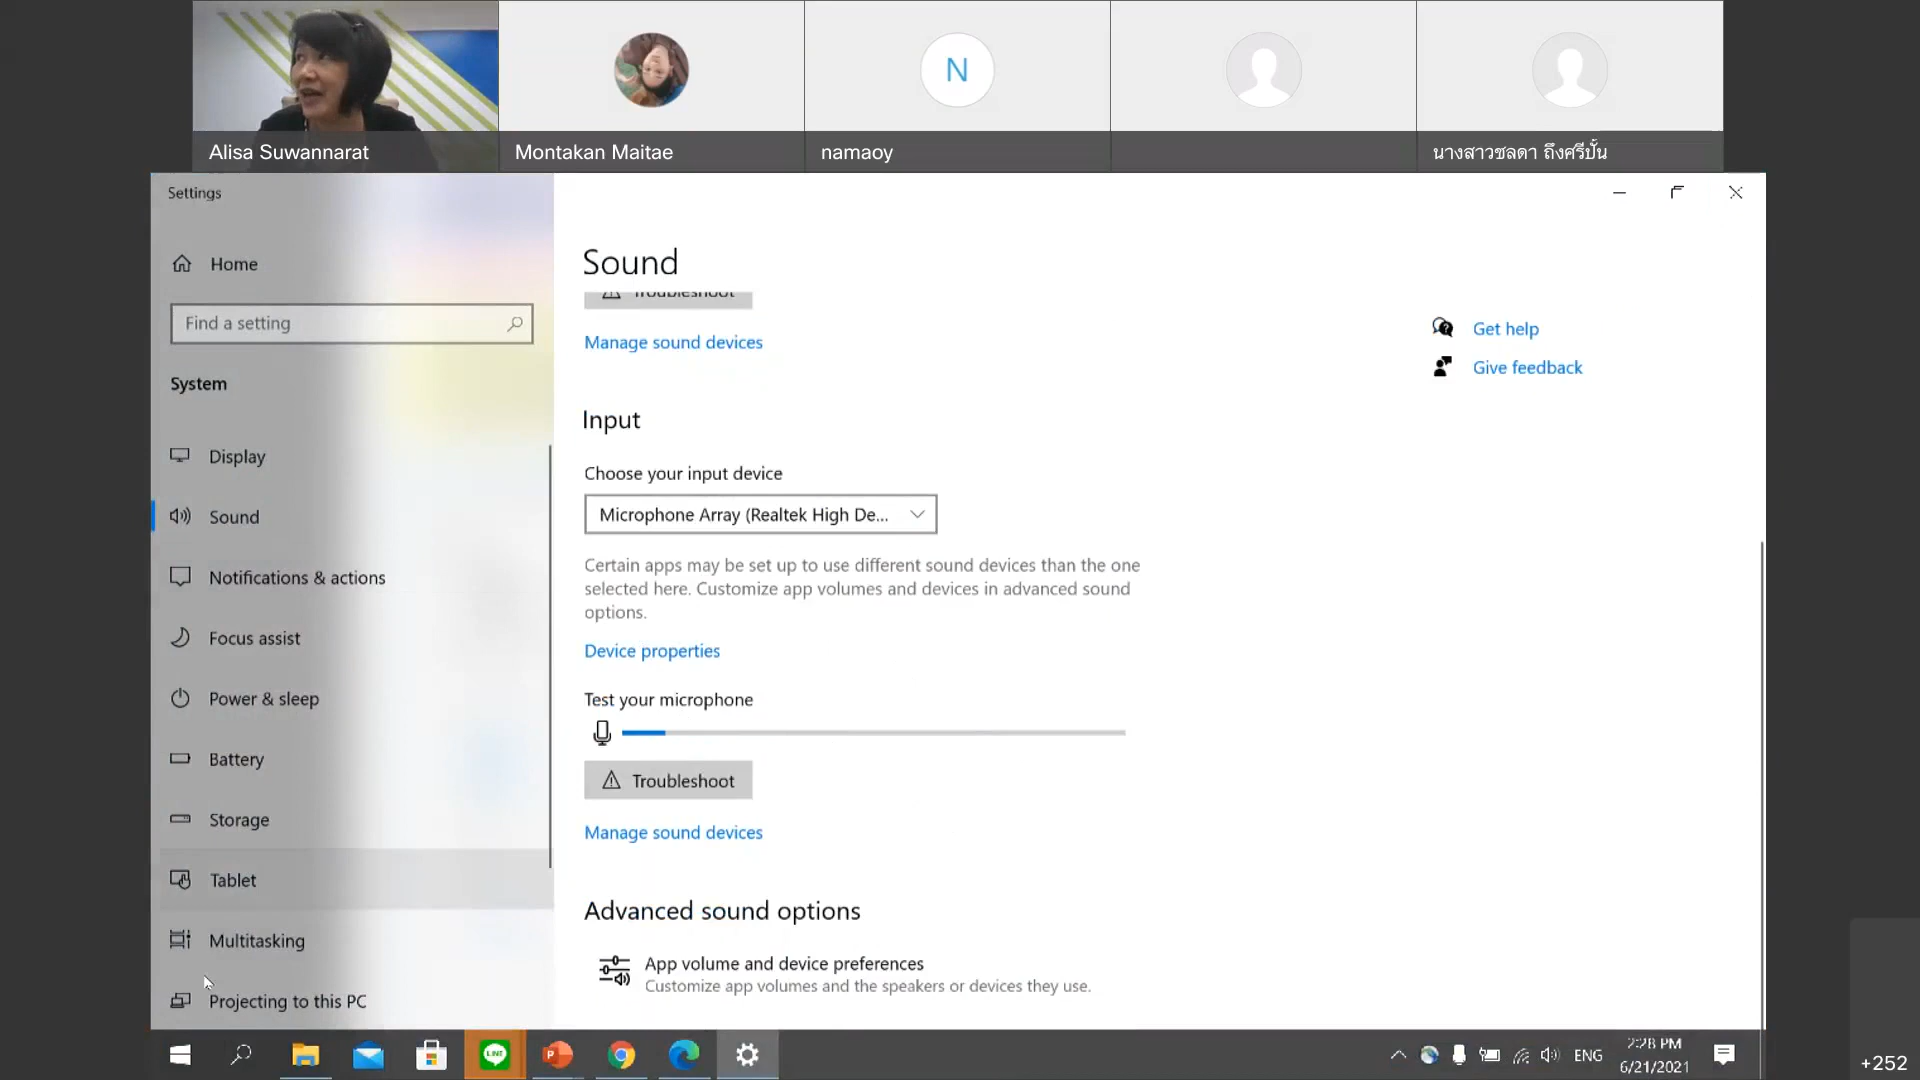 Alisa Suwannarat
Montakan Maitae
N
namaoy
นางสาวชลดา ถึงศรีปั้น
Settings
Home
Find a setting
System
Display
Sound
Notifications & actions
Focus assist
Power & sleep
Battery
Storage
Tablet
Multitasking
Projecting to this PC
Sound
Troubleshoot
Manage sound devices
Get help
Give feedback
Input
Choose your input device
Microphone Array (Realtek High De...
Certain apps may be set up to use different sound devices than the one
selected here. Customize app volumes and devices in advanced sound
options.
Device properties
Test your microphone
Troubleshoot
Manage sound devices
Advanced sound options
App volume and device preferences
Customize app volumes and the speakers or devices they use.
LINE
P
ENG
2:28 PM
6/21/2021
+252